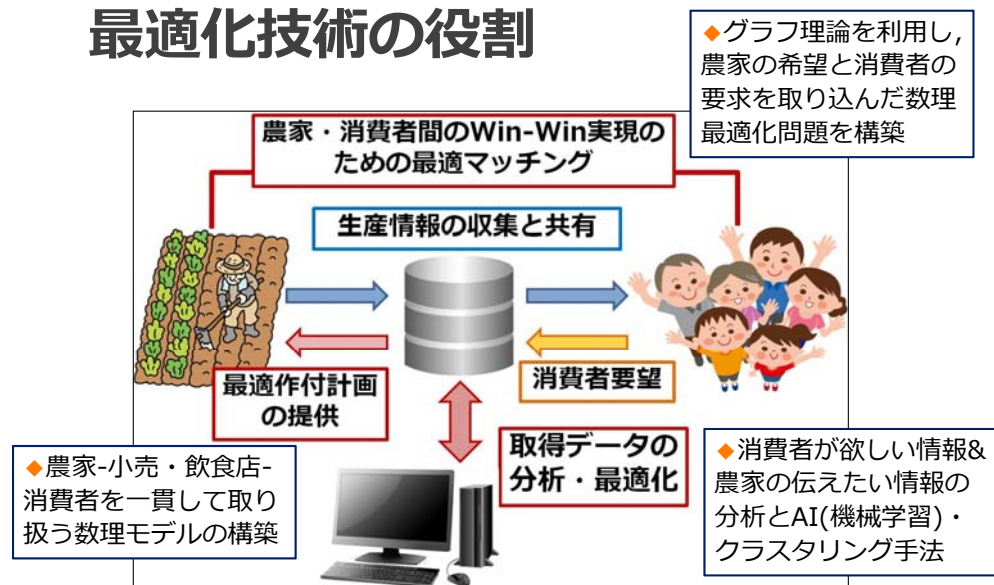 最適化技術の役割
◆グラフ理論を利用し,
農家の希望と消費者の
要求を取り込んだ数理
最適化問題を構築
農家・消費者間のWin-Win実現の
ための最適マッチング
生産情報の収集と共有
最適作付計画
の提供
消費者要望
取得データの
分析・最適化
◆農家-小売・飲食店-
消費者を一貫して取り
扱う数理モデルの構築
◆消費者が欲しい情報&
農家の伝えたい情報の
分析とAI(機械学習)・
クラスタリング手法